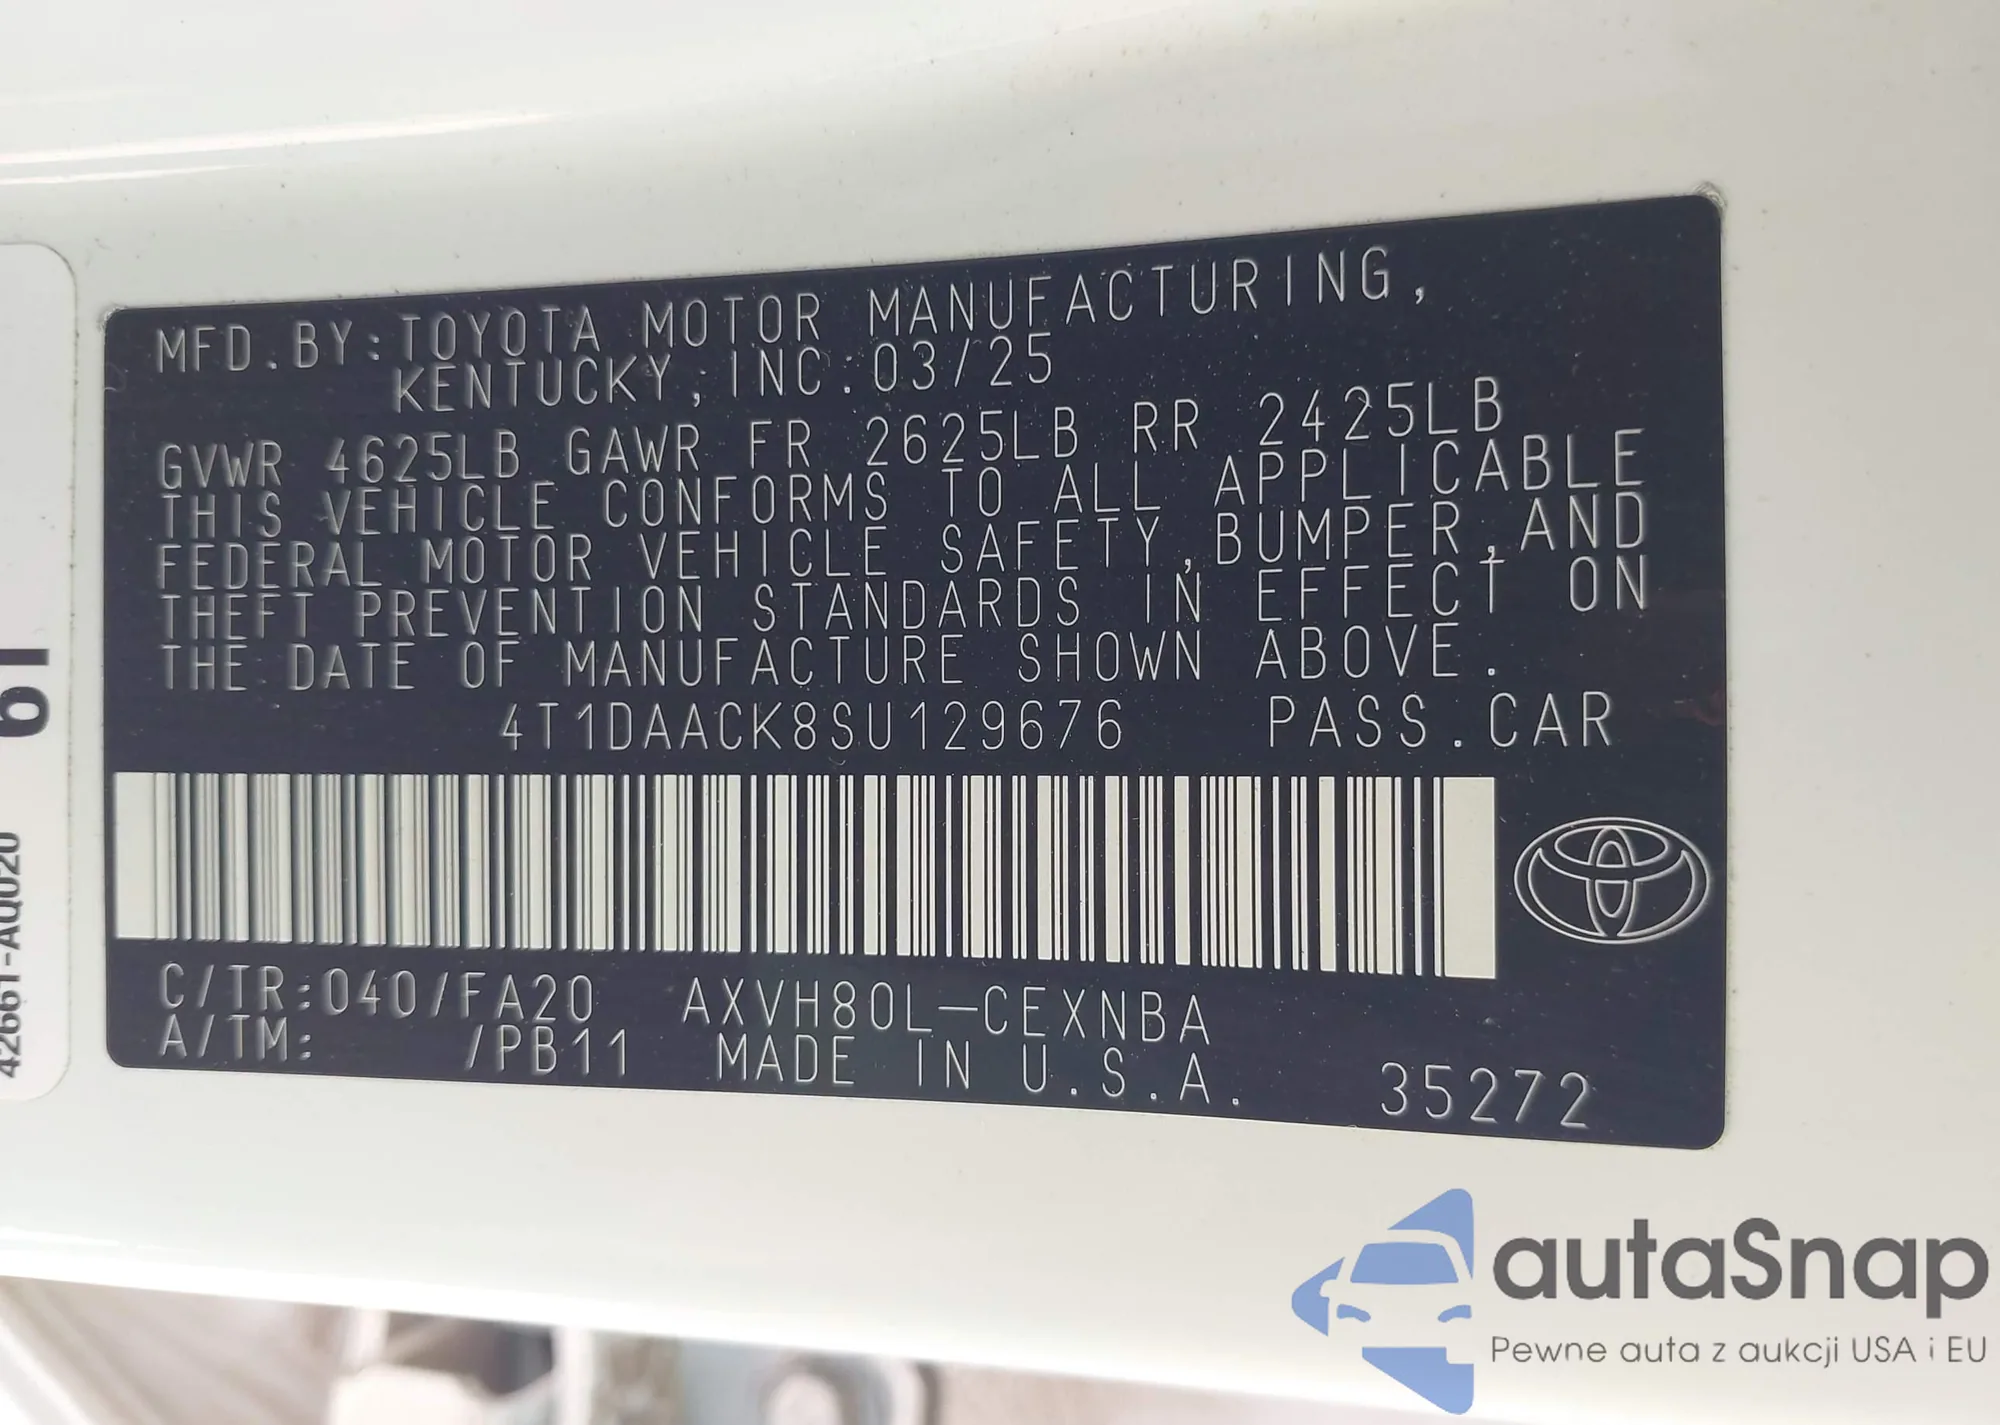 MFD.BY:TOYOTA MOTOR MANUFACTURING,
KENTUCKY, INC. 03/25
GVWR 4625LB GAWR FR 2625LB RR 2425LB
THIS VEHICLE CONFORMS TO ALL APPLICABLE
FEDERAL MOTOR VEHICLE SAFETY,BUMPER,AND
THEFT PREVENTION STANDARDS IN EFFECT ON
THE DATE OF MANUFACTURE SHOWN ABOVE.
4T1DAACK8SU129676 PASS.CAR
C/TR:040/FA20 AXVH80L-CEXNBA
A/TM: /PB11 MADE IN U.S.A. 35272
42661-AQ020
autaSnap
Pewne auta z aukcji USA i EU